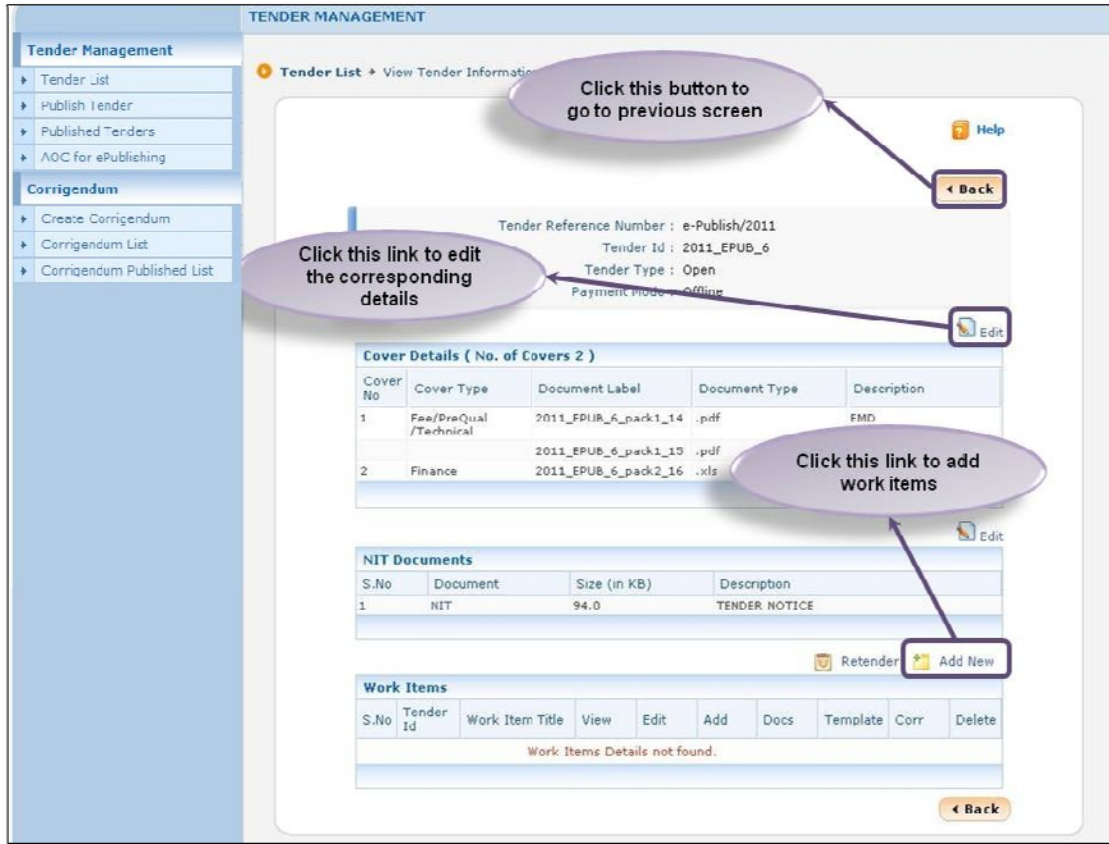 TENDER MANAGEMENT
Tender Management
Tender List
Publish Tender
Published Tenders
AOC for ePublishing
Corrigendum
Create Corrigendum
Corrigendum List
Corrigendum Published List
Tender List View Tender Informatio
Click this button to
go to previous screen
Help
Back
Tender Reference Number : e-Publish/2011
Tender Id : 2011_EPUB_6
Tender Type : Open
Payment Mode : Offline
Click this link to edit
the corresponding
details
Edit
Cover Details ( No. of Covers 2 )
Cover No Cover Type Document Label Document Type Description
1 Fee/PreQual /Technical 2011_EPUB_6_pack1_14 .pdf EMD
2011_EPUB_6_pack1_15 .pdf
2 Finance 2011_EPUB_6_pack2_16 .xls
Click this link to add
work items
Edit
NIT Documents
S.No Document Size (in KB) Description
1 NIT 94.0 TENDER NOTICE
Retender Add New
Work Items
S.No Tender Id Work Item Title View Edit Add Docs Template Corr Delete
Work Items Details not found.
Back